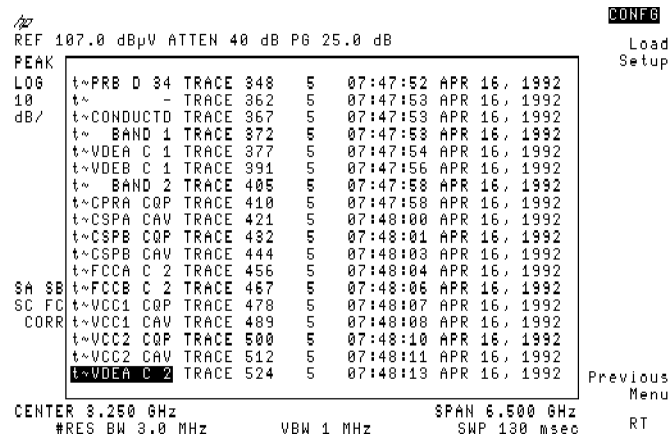 CONFG
REF 107.0 dBµV ATTEN 40 dB PG 25.0 dB
Load
Setup
PEAK
LOG
10
dB/
t~PRB D 34 TRACE 348 5 07:47:52 APR 16, 1992
t~ - TRACE 362 5 07:47:53 APR 16, 1992
t~CONDUCTD TRACE 367 5 07:47:53 APR 16, 1992
t~ BAND 1 TRACE 372 5 07:47:53 APR 16, 1992
t~VDEA C 1 TRACE 377 5 07:47:54 APR 16, 1992
t~VDEB C 1 TRACE 391 5 07:47:56 APR 16, 1992
t~ BAND 2 TRACE 405 5 07:47:58 APR 16, 1992
t~CPRA CQP TRACE 410 5 07:47:58 APR 16, 1992
t~CSPA CAV TRACE 421 5 07:48:00 APR 16, 1992
t~CSPB CQP TRACE 432 5 07:48:01 APR 16, 1992
t~CSPB CAV TRACE 444 5 07:48:03 APR 16, 1992
t~FCCA C 2 TRACE 456 5 07:48:04 APR 16, 1992
t~FCCB C 2 TRACE 467 5 07:48:06 APR 16, 1992
t~VCC1 CQP TRACE 478 5 07:48:07 APR 16, 1992
t~VCC1 CAV TRACE 489 5 07:48:08 APR 16, 1992
t~VCC2 CQP TRACE 500 5 07:48:10 APR 16, 1992
t~VCC2 CAV TRACE 512 5 07:48:11 APR 16, 1992
t~VDEA C 2 TRACE 524 5 07:48:13 APR 16, 1992
SA SB
SC FC
CORR
Previous
Menu
CENTER 3.250 GHz SPAN 6.500 GHz
#RES BW 3.0 MHz VBW 1 MHz SWP 130 msec
RT